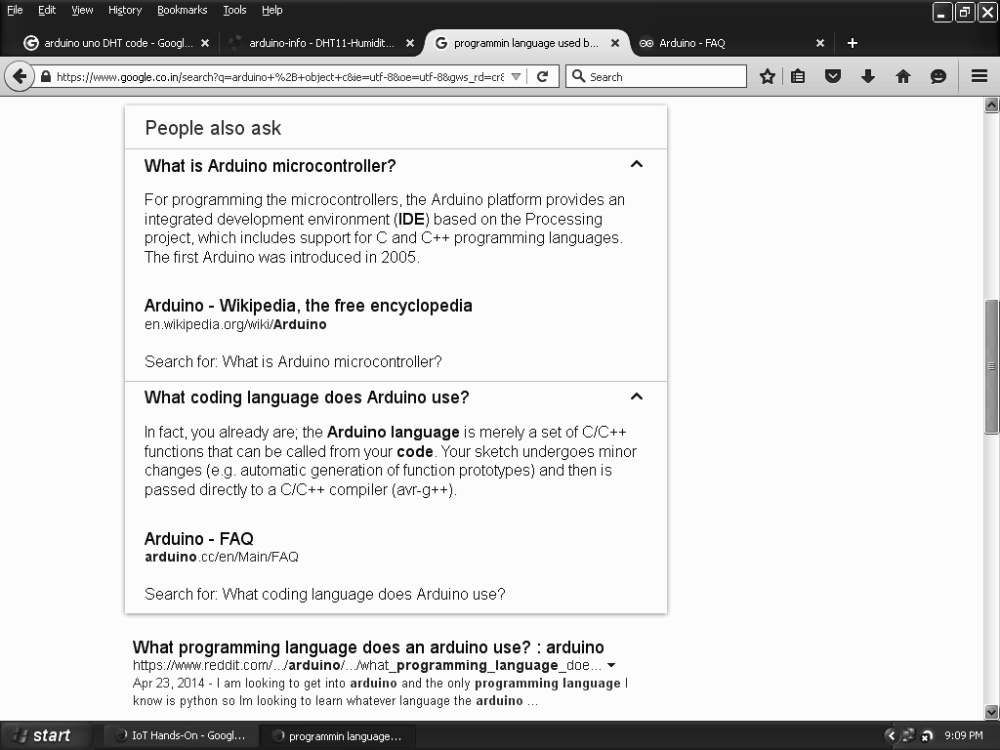 File Edit View History Bookmarks Tools Help
arduino uno DHT code - Googl... arduino-info - DHT11-Humidit... programmin language used b... Arduino - FAQ
https://www.google.co.in/search?q=arduino+%2B+object+c&ie=utf-8&oe=utf-8&gws_rd=cr& Search
People also ask
What is Arduino microcontroller?
For programming the microcontrollers, the Arduino platform provides an
integrated development environment (IDE) based on the Processing
project, which includes support for C and C++ programming languages.
The first Arduino was introduced in 2005.
Arduino - Wikipedia, the free encyclopedia
en.wikipedia.org/wiki/Arduino
Search for: What is Arduino microcontroller?
What coding language does Arduino use?
In fact, you already are; the Arduino language is merely a set of C/C++
functions that can be called from your code. Your sketch undergoes minor
changes (e.g. automatic generation of function prototypes) and then is
passed directly to a C/C++ compiler (avr-g++).
Arduino - FAQ
arduino.cc/en/Main/FAQ
Search for: What coding language does Arduino use?
What programming language does an arduino use? : arduino
https://www.reddit.com/.../arduino/.../what_programming_language_doe...
Apr 23, 2014 - I am looking to get into arduino and the only programming language I
know is python so Im looking to learn whatever language the arduino ...
start IoT Hands-On - Googl... programmin language... 9:09 PM